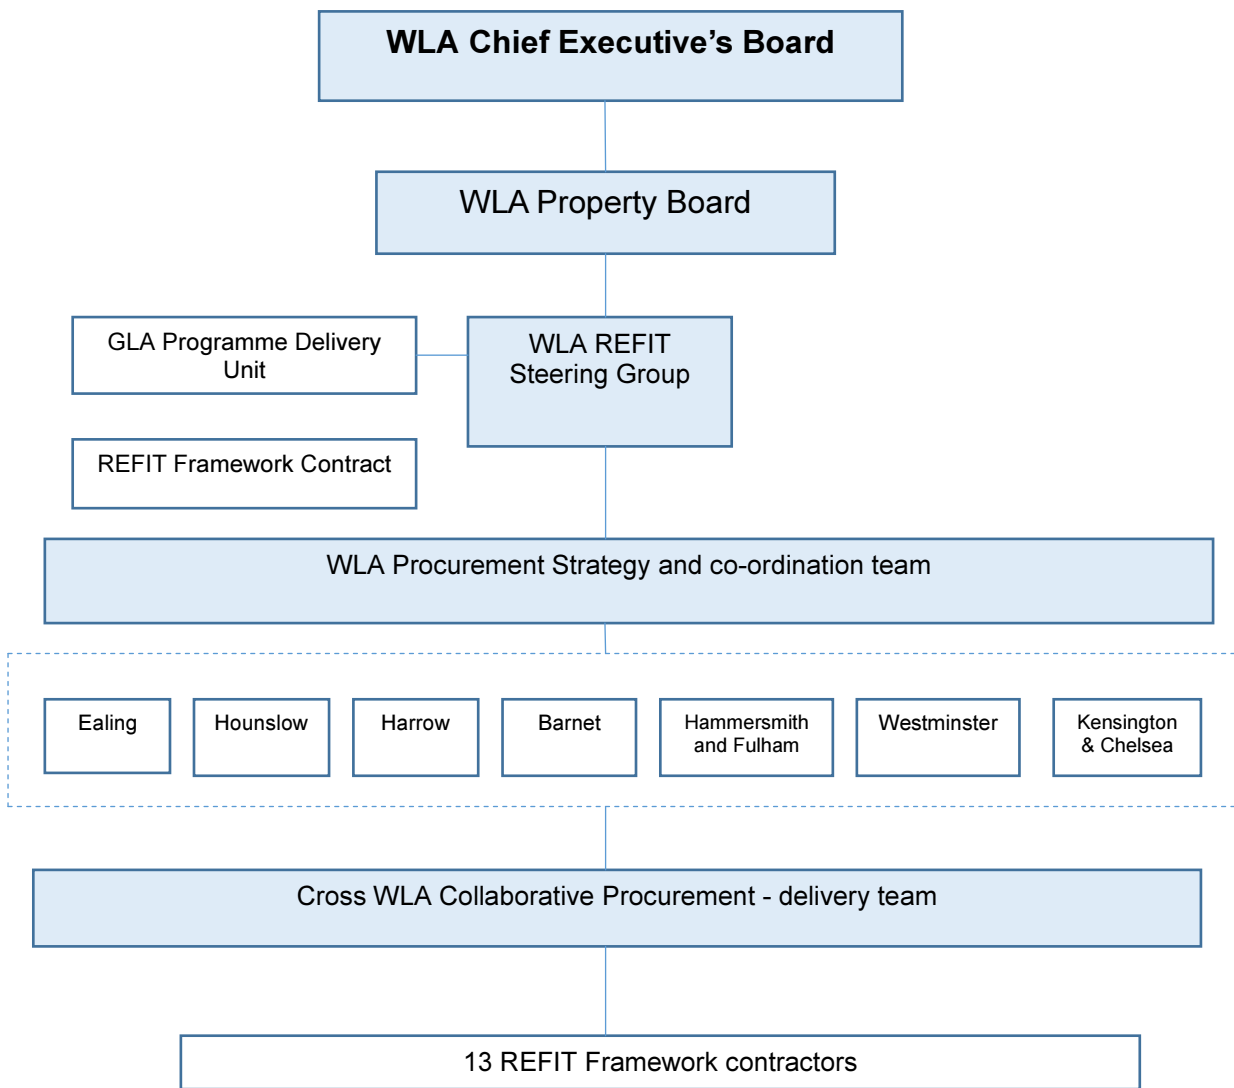 WLA Chief Executive’s Board
WLA Property Board
GLA Programme Delivery
Unit
WLA REFIT
Steering Group
REFIT Framework Contract
WLA Procurement Strategy and co-ordination team
Ealing
Hounslow
Harrow
Barnet
Hammersmith
and Fulham
Westminster
Kensington
& Chelsea
Cross WLA Collaborative Procurement - delivery team
13 REFIT Framework contractors